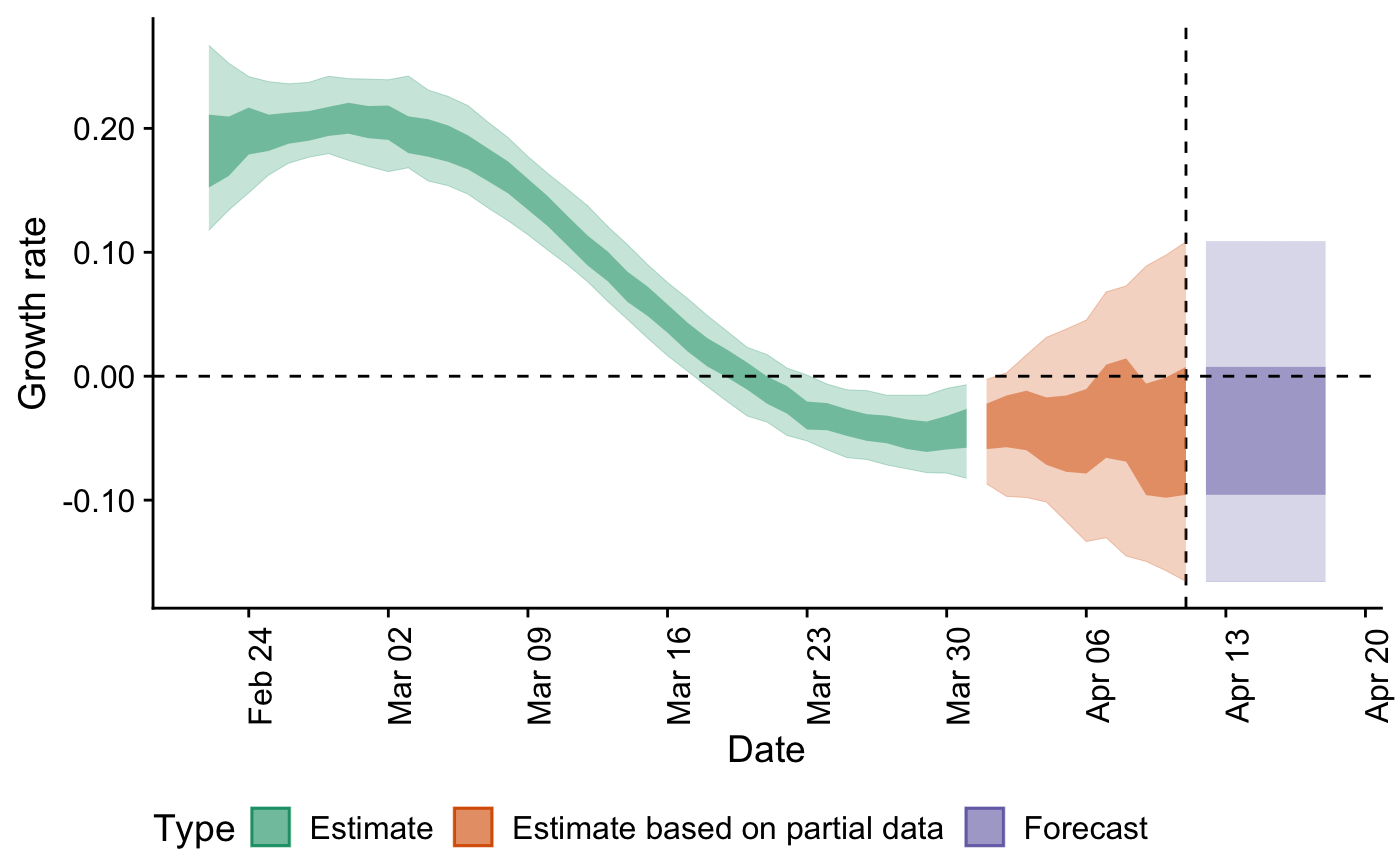 Growth rate
0.20
0.10
0.00
-0.10
Feb 24
Mar 02
Mar 09
Mar 16
Mar 23
Mar 30
Apr 06
Apr 13
Apr 20
Date
Type Estimate Estimate based on partial data Forecast